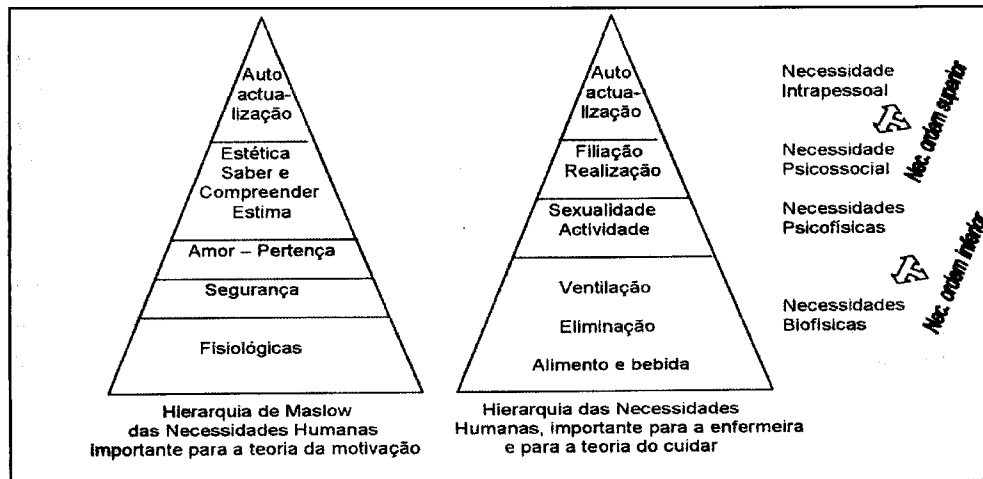 Auto
actua-
lização
Estética
Saber e
Compreender
Estima
Amor – Pertença
Segurança
Fisiológicas
Hierarquia de Maslow
das Necessidades Humanas
Importante para a teoria da motivação
Auto
actua-
lização
Filiação
Realização
Sexualidade
Actividade
Ventilação
Eliminação
Alimento e bebida
Hierarquia das Necessidades
Humanas, importante para a enfermeira
e para a teoria do cuidar
Necessidade
Intrapessoal
Necessidade
Psicossocial
Nec. ordem superior
Necessidades
Psicofísicas
Necessidades
Biofísicas
Nec. ordem inferior